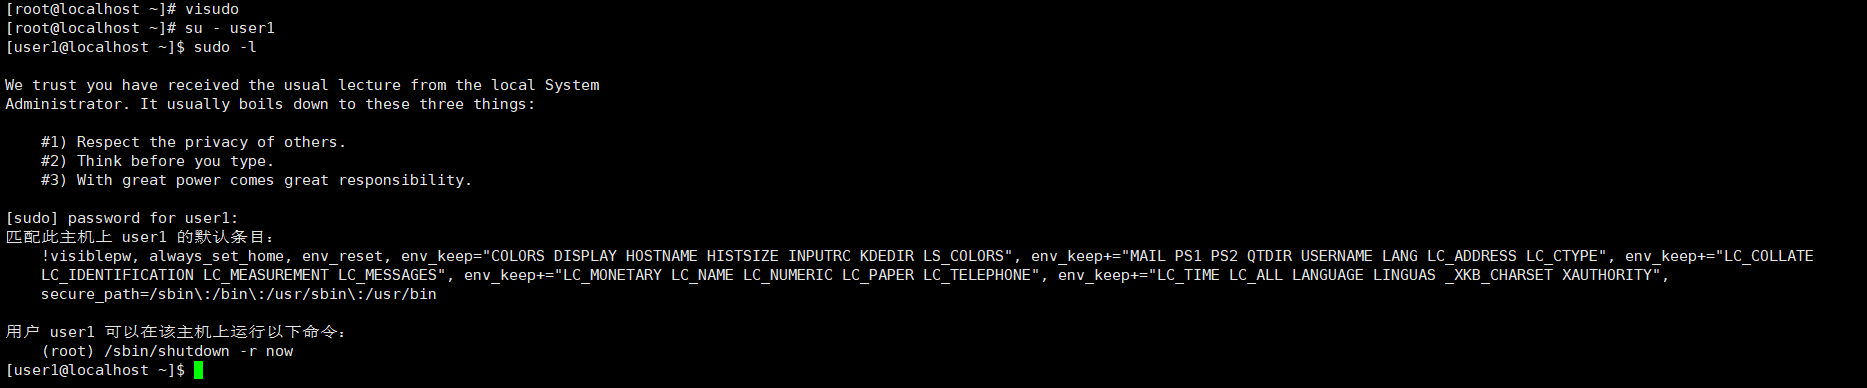 [root@localhost ~]# visudo
[root@localhost ~]# su - user1
[user1@localhost ~]$ sudo -l
We trust you have received the usual lecture from the local System
Administrator. It usually boils down to these three things:
#1) Respect the privacy of others.
#2) Think before you type.
#3) With great power comes great responsibility.
[sudo] password for user1:
匹配此主机上 user1 的默认条目：
!visiblepw, always_set_home, env_reset, env_keep="COLORS DISPLAY HOSTNAME HISTSIZE INPUTRC KDEDIR LS_COLORS", env_keep+="MAIL PS1 PS2 QTDIR USERNAME LANG LC_ADDRESS LC_CTYPE", env_keep+="LC_COLLATE
LC_IDENTIFICATION LC_MEASUREMENT LC_MESSAGES", env_keep+="LC_MONETARY LC_NAME LC_NUMERIC LC_PAPER LC_TELEPHONE", env_keep+="LC_TIME LC_ALL LANGUAGE LINGUAS _XKB_CHARSET XAUTHORITY",
secure_path=/sbin\:/bin\:/usr/sbin\:/usr/bin
用户 user1 可以在该主机上运行以下命令：
(root) /sbin/shutdown -r now
[user1@localhost ~]$